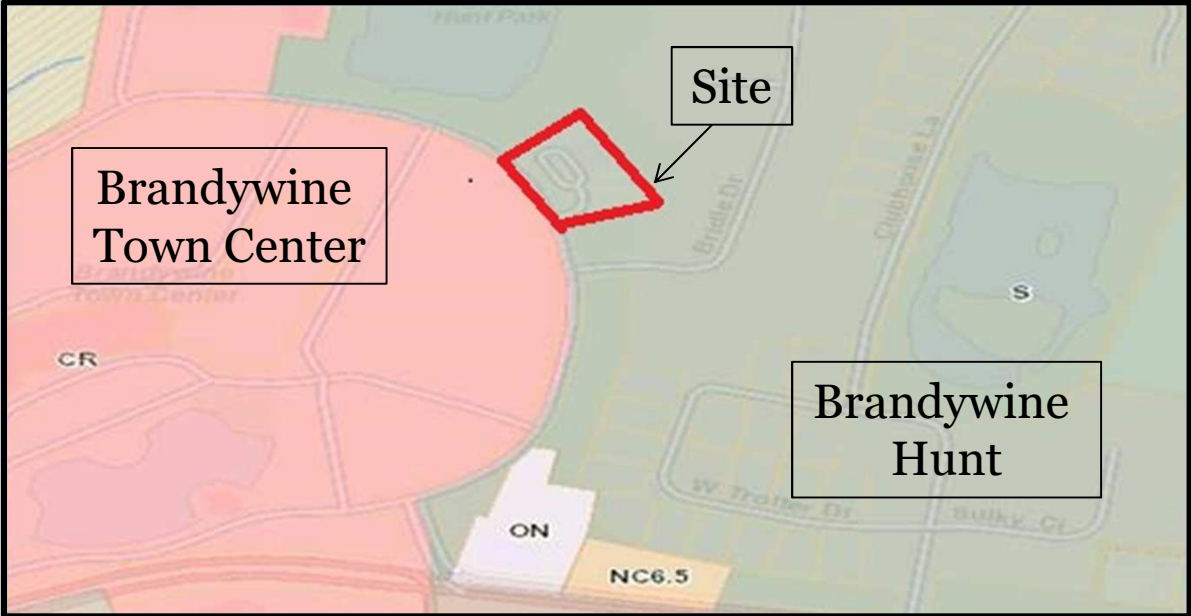 Hunt Park
Site
Brandywine
Town Center
Brandywine
Town Center
CR
Bridle Dr
Clubhouse La
S
Brandywine
Hunt
W Trotter Dr
Sulky Ct
ON
NC6.5